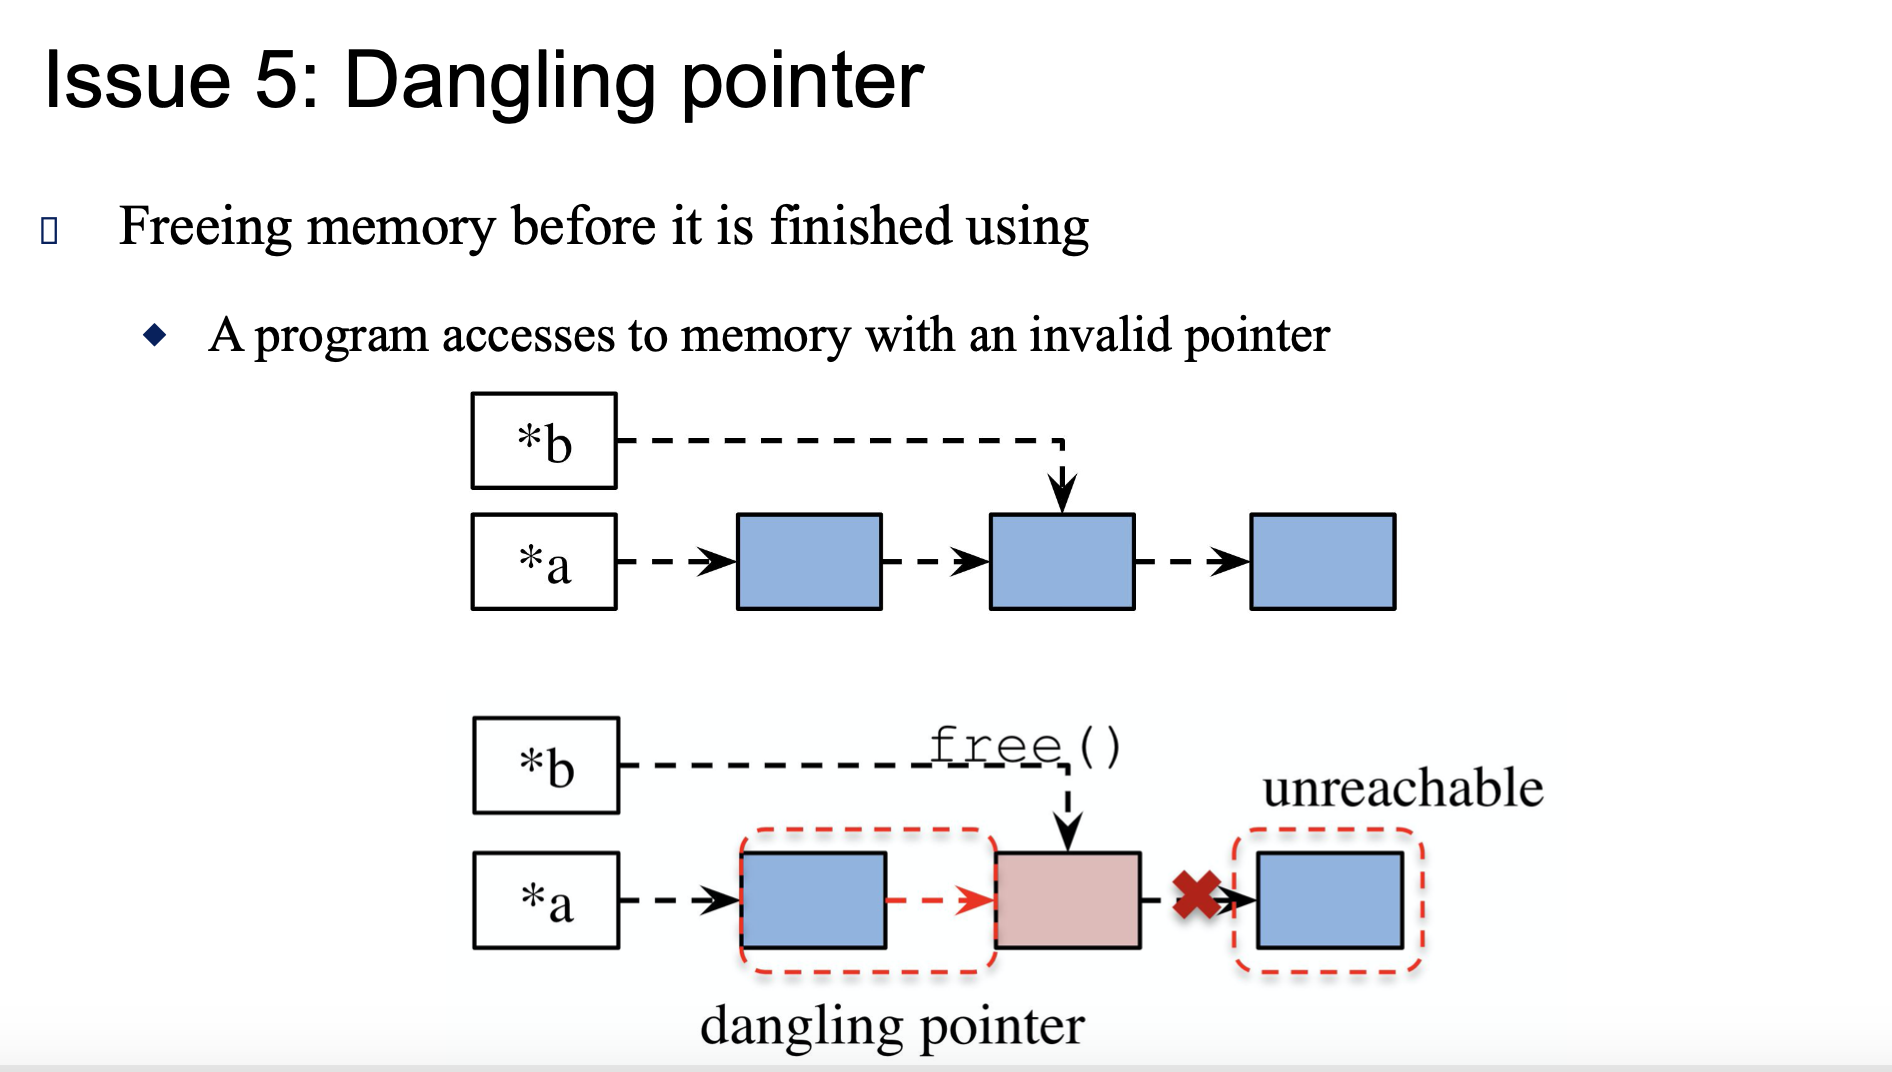 Issue 5: Dangling pointer
Freeing memory before it is finished using
A program accesses to memory with an invalid pointer
*b
*a
*b
free()
unreachable
*a
dangling pointer